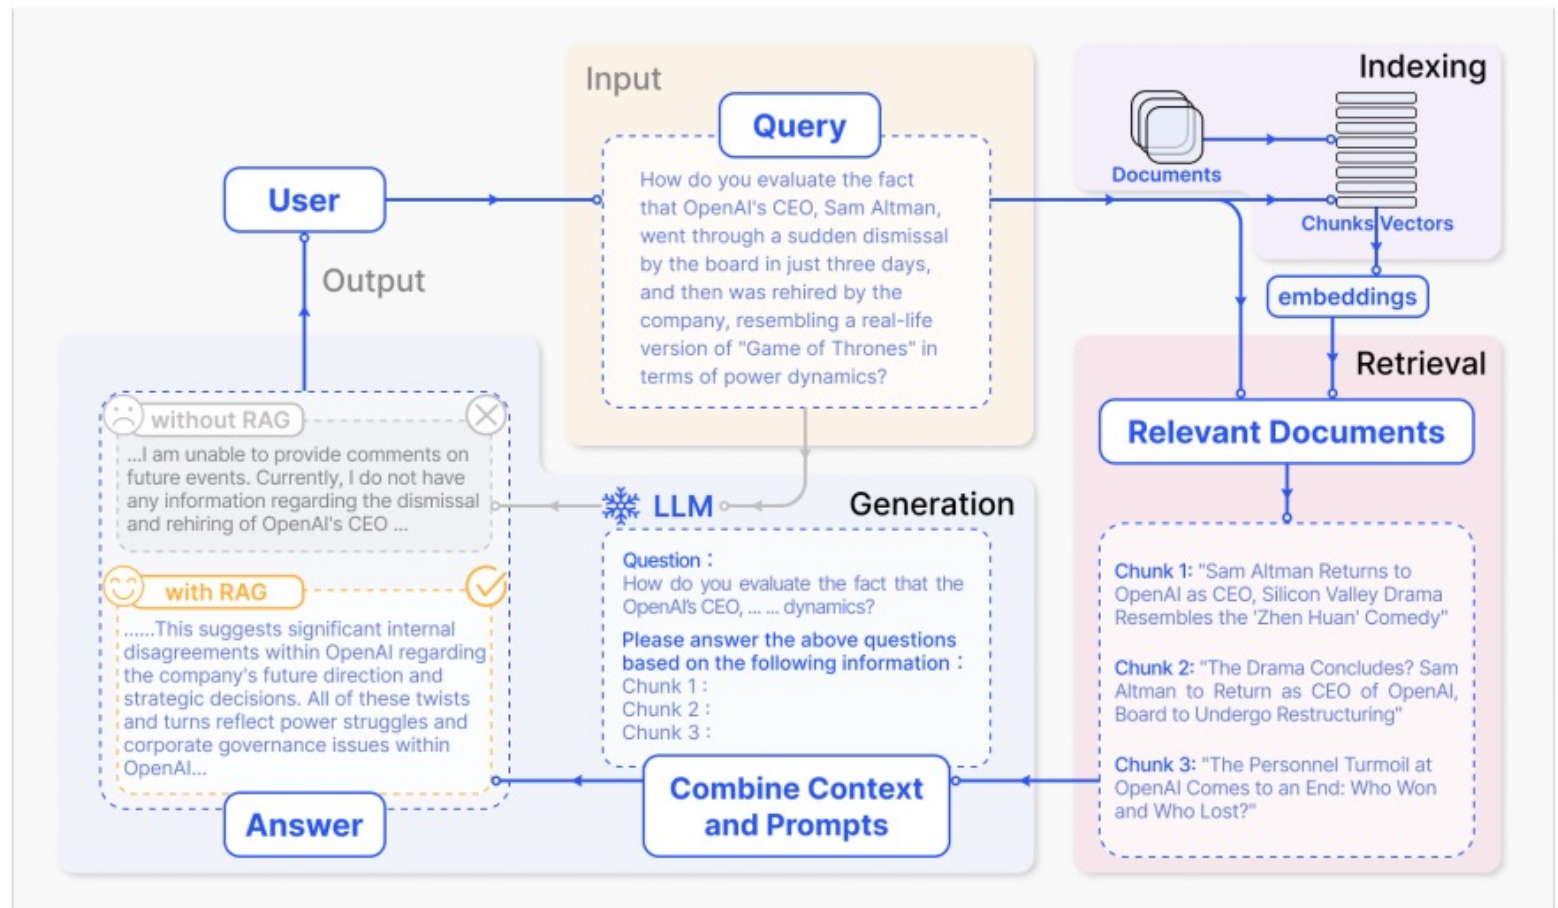 Input
Query
How do you evaluate the fact
that OpenAI's CEO, Sam Altman,
went through a sudden dismissal
by the board in just three days,
and then was rehired by the
company, resembling a real-life
version of "Game of Thrones" in
terms of power dynamics?
Indexing
Documents
Chunks Vectors
embeddings
User
Output
Retrieval
Relevant Documents
Chunk 1: "Sam Altman Returns to
OpenAI as CEO, Silicon Valley Drama
Resembles the 'Zhen Huan' Comedy"
Chunk 2: "The Drama Concludes? Sam
Altman to Return as CEO of OpenAI,
Board to Undergo Restructuring"
Chunk 3: "The Personnel Turmoil at
OpenAI Comes to an End: Who Won
and Who Lost?"
Generation
LLM
Question :
How do you evaluate the fact that the
OpenAI's CEO, ... ... dynamics?
Please answer the above questions
based on the following information :
Chunk 1 :
Chunk 2 :
Chunk 3 :
Combine Context
and Prompts
without RAG
...I am unable to provide comments on
future events. Currently, I do not have
any information regarding the dismissal
and rehiring of OpenAI's CEO ...
with RAG
......This suggests significant internal
disagreements within OpenAI regarding
the company's future direction and
strategic decisions. All of these twists
and turns reflect power struggles and
corporate governance issues within
OpenAI...
Answer